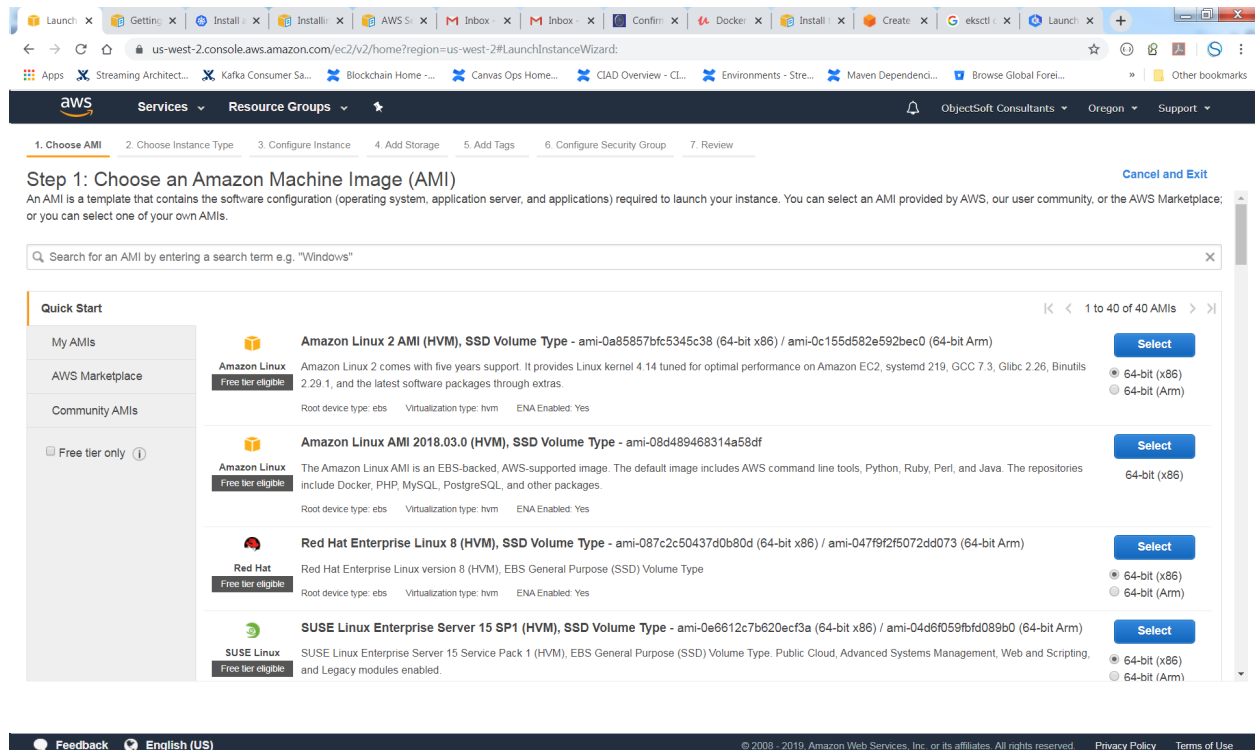 Launch
Getting
Install
Installin
AWS S
Inbox -
Inbox -
Confirm
Docker
Install
Create
eksctl
Launch
us-west-2.console.aws.amazon.com/ec2/v2/home?region=us-west-2#LaunchInstanceWizard:
Apps Streaming Architect... Kafka Consumer Sa... Blockchain Home -... Canvas Ops Home... CIAD Overview - CI... Environments - Stre... Maven Dependenci... Browse Global Forei... » Other bookmarks
aws Services Resource Groups ObjectSoft Consultants Oregon Support
1. Choose AMI 2. Choose Instance Type 3. Configure Instance 4. Add Storage 5. Add Tags 6. Configure Security Group 7. Review
Step 1: Choose an Amazon Machine Image (AMI)
Cancel and Exit
An AMI is a template that contains the software configuration (operating system, application server, and applications) required to launch your instance. You can select an AMI provided by AWS, our user community, or the AWS Marketplace;
or you can select one of your own AMIs.
Search for an AMI by entering a search term e.g. "Windows"
Quick Start
My AMIs
AWS Marketplace
Community AMIs
Free tier only
1 to 40 of 40 AMIs
Amazon Linux
Free tier eligible
Amazon Linux 2 AMI (HVM), SSD Volume Type - ami-0a85857bfc5345c38 (64-bit x86) / ami-0c155d582e592bec0 (64-bit Arm)
Amazon Linux 2 comes with five years support. It provides Linux kernel 4.14 tuned for optimal performance on Amazon EC2, systemd 219, GCC 7.3, Glibc 2.26, Binutils
2.29.1, and the latest software packages through extras.
Root device type: ebs Virtualization type: hvm ENA Enabled: Yes
Select
64-bit (x86)
64-bit (Arm)
Amazon Linux
Free tier eligible
Amazon Linux AMI 2018.03.0 (HVM), SSD Volume Type - ami-08d489468314a58df
The Amazon Linux AMI is an EBS-backed, AWS-supported image. The default image includes AWS command line tools, Python, Ruby, Perl, and Java. The repositories
include Docker, PHP, MySQL, PostgreSQL, and other packages.
Root device type: ebs Virtualization type: hvm ENA Enabled: Yes
Select
64-bit (x86)
Red Hat
Free tier eligible
Red Hat Enterprise Linux 8 (HVM), SSD Volume Type - ami-087c2c50437d0b80d (64-bit x86) / ami-047f9f2f5072dd073 (64-bit Arm)
Red Hat Enterprise Linux version 8 (HVM), EBS General Purpose (SSD) Volume Type
Root device type: ebs Virtualization type: hvm ENA Enabled: Yes
Select
64-bit (x86)
64-bit (Arm)
SUSE Linux
Free tier eligible
SUSE Linux Enterprise Server 15 SP1 (HVM), SSD Volume Type - ami-0e6612c7b620ecf3a (64-bit x86) / ami-04d6f059fbfd089b0 (64-bit Arm)
SUSE Linux Enterprise Server 15 Service Pack 1 (HVM), EBS General Purpose (SSD) Volume Type. Public Cloud, Advanced Systems Management, Web and Scripting,
and Legacy modules enabled.
Select
64-bit (x86)
64-bit (Arm)
Feedback English (US)
© 2008 - 2019, Amazon Web Services, Inc. or its affiliates. All rights reserved. Privacy Policy Terms of Use